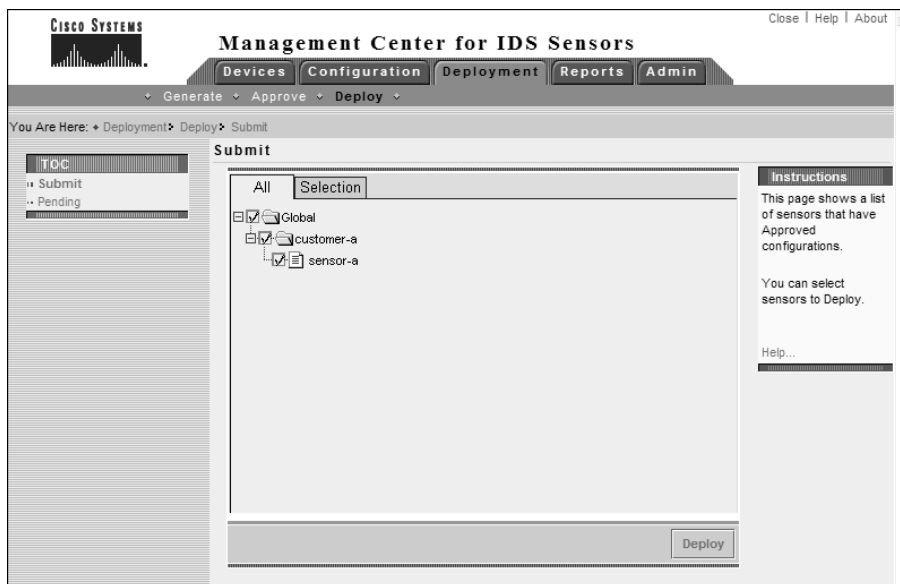 Close | Help | About
CISCO SYSTEMS
Management Center for IDS Sensors
Devices Configuration Deployment Reports Admin
Generate Approve Deploy
You Are Here: Deployment Deploy Submit
TOC
Submit
Pending
Submit
All Selection
Global
customer-a
sensor-a
Deploy
Instructions
This page shows a list
of sensors that have
Approved
configurations.
You can select
sensors to Deploy.
Help...